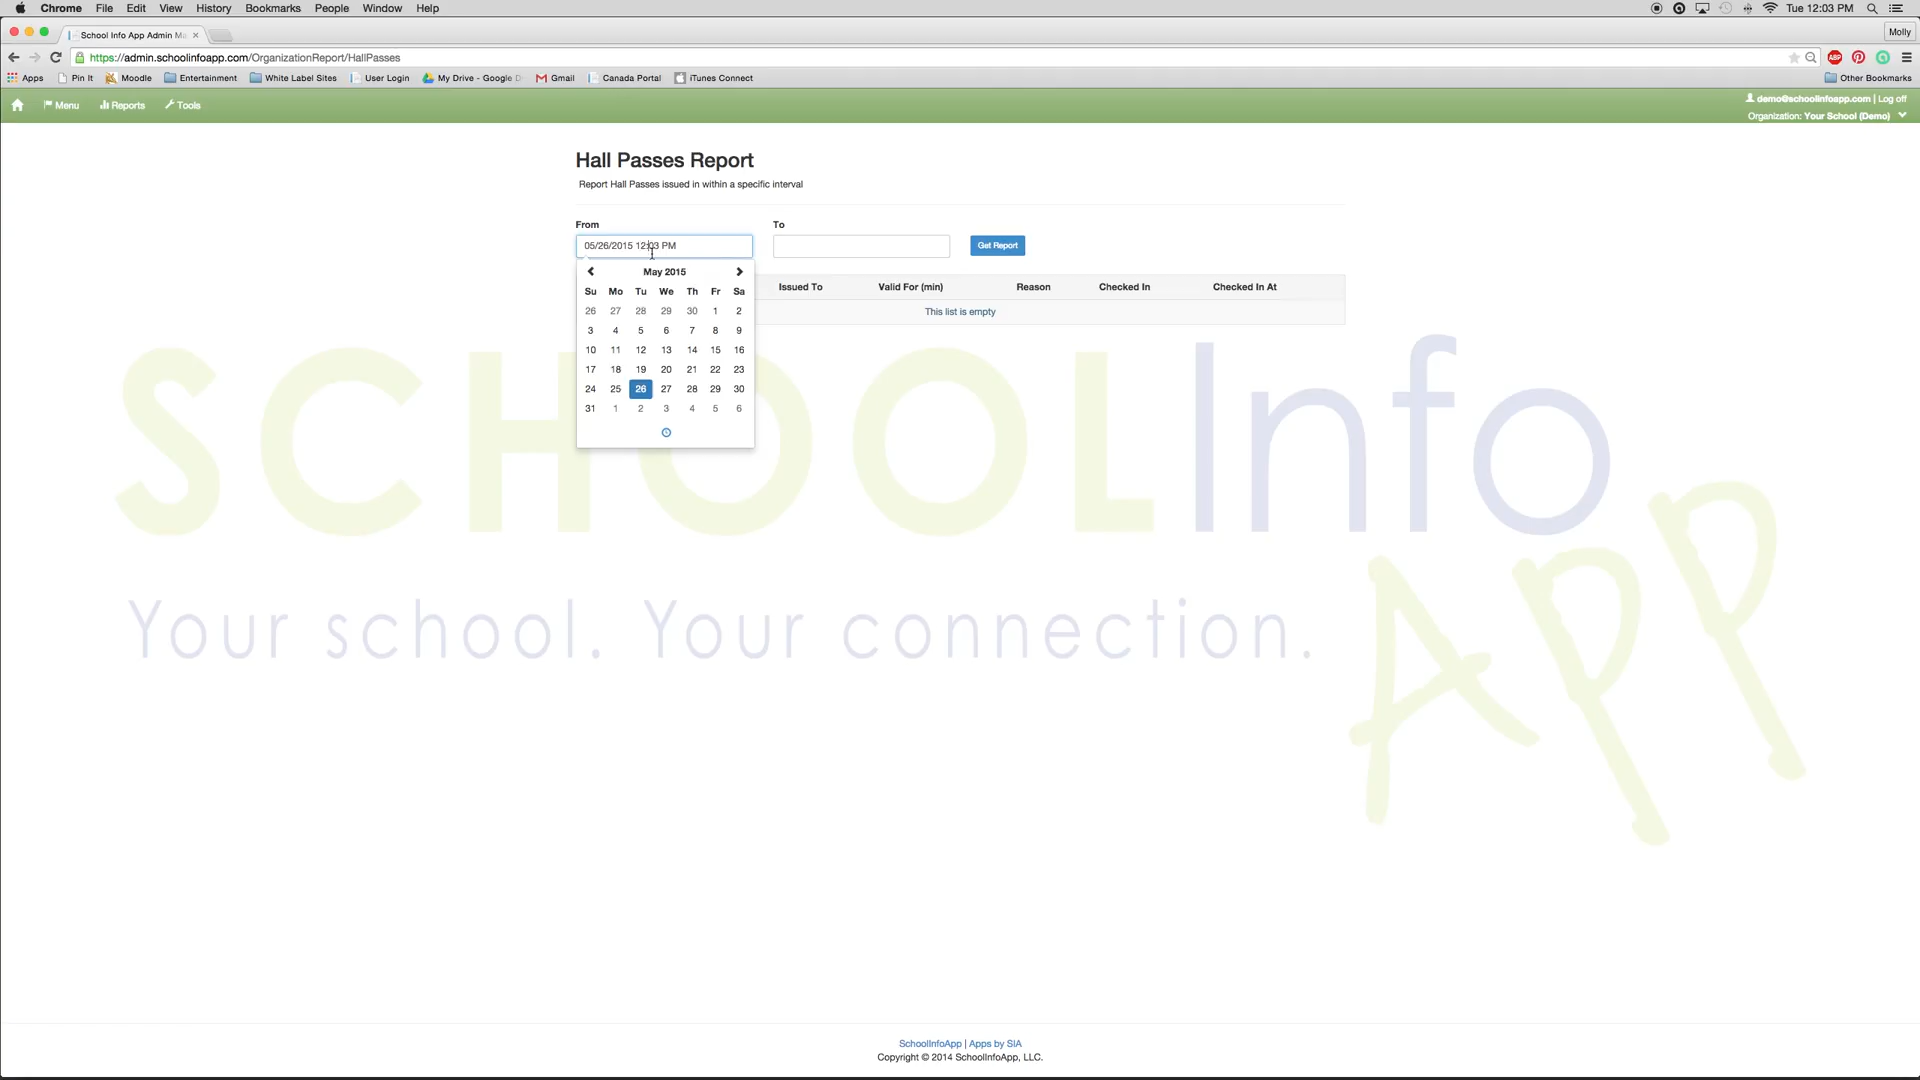 Chrome File Edit View History Bookmarks People Window Help Tue 12:03 PM
School Info App Admin Ma
Molly
https://admin.schoolinfoapp.com/OrganizationReport/HallPasses
Apps Pin It Moodle Entertainment White Label Sites User Login My Drive - Google D Gmail Canada Portal iTunes Connect Other Bookmarks
ABP
Menu Reports Tools
demo@schoolinfoapp.com | Log off
Organization: Your School (Demo)
Hall Passes Report
Report Hall Passes issued in within a specific interval
From To
05/26/2015 12:03 PM Get Report
May 2015
Issued To Valid For (min) Reason Checked In Checked In At
Su Mo Tu We Th Fr Sa
This list is empty
26 27 28 29 30 1 2
3 4 5 6 7 8 9
10 11 12 13 14 15 16
17 18 19 20 21 22 23
24 25 26 27 28 29 30
31 1 2 3 4 5 6
SCHOOLInfo
APP
Your school. Your connection.
SchoolInfoApp | Apps by SIA
Copyright © 2014 SchoolInfoApp, LLC.